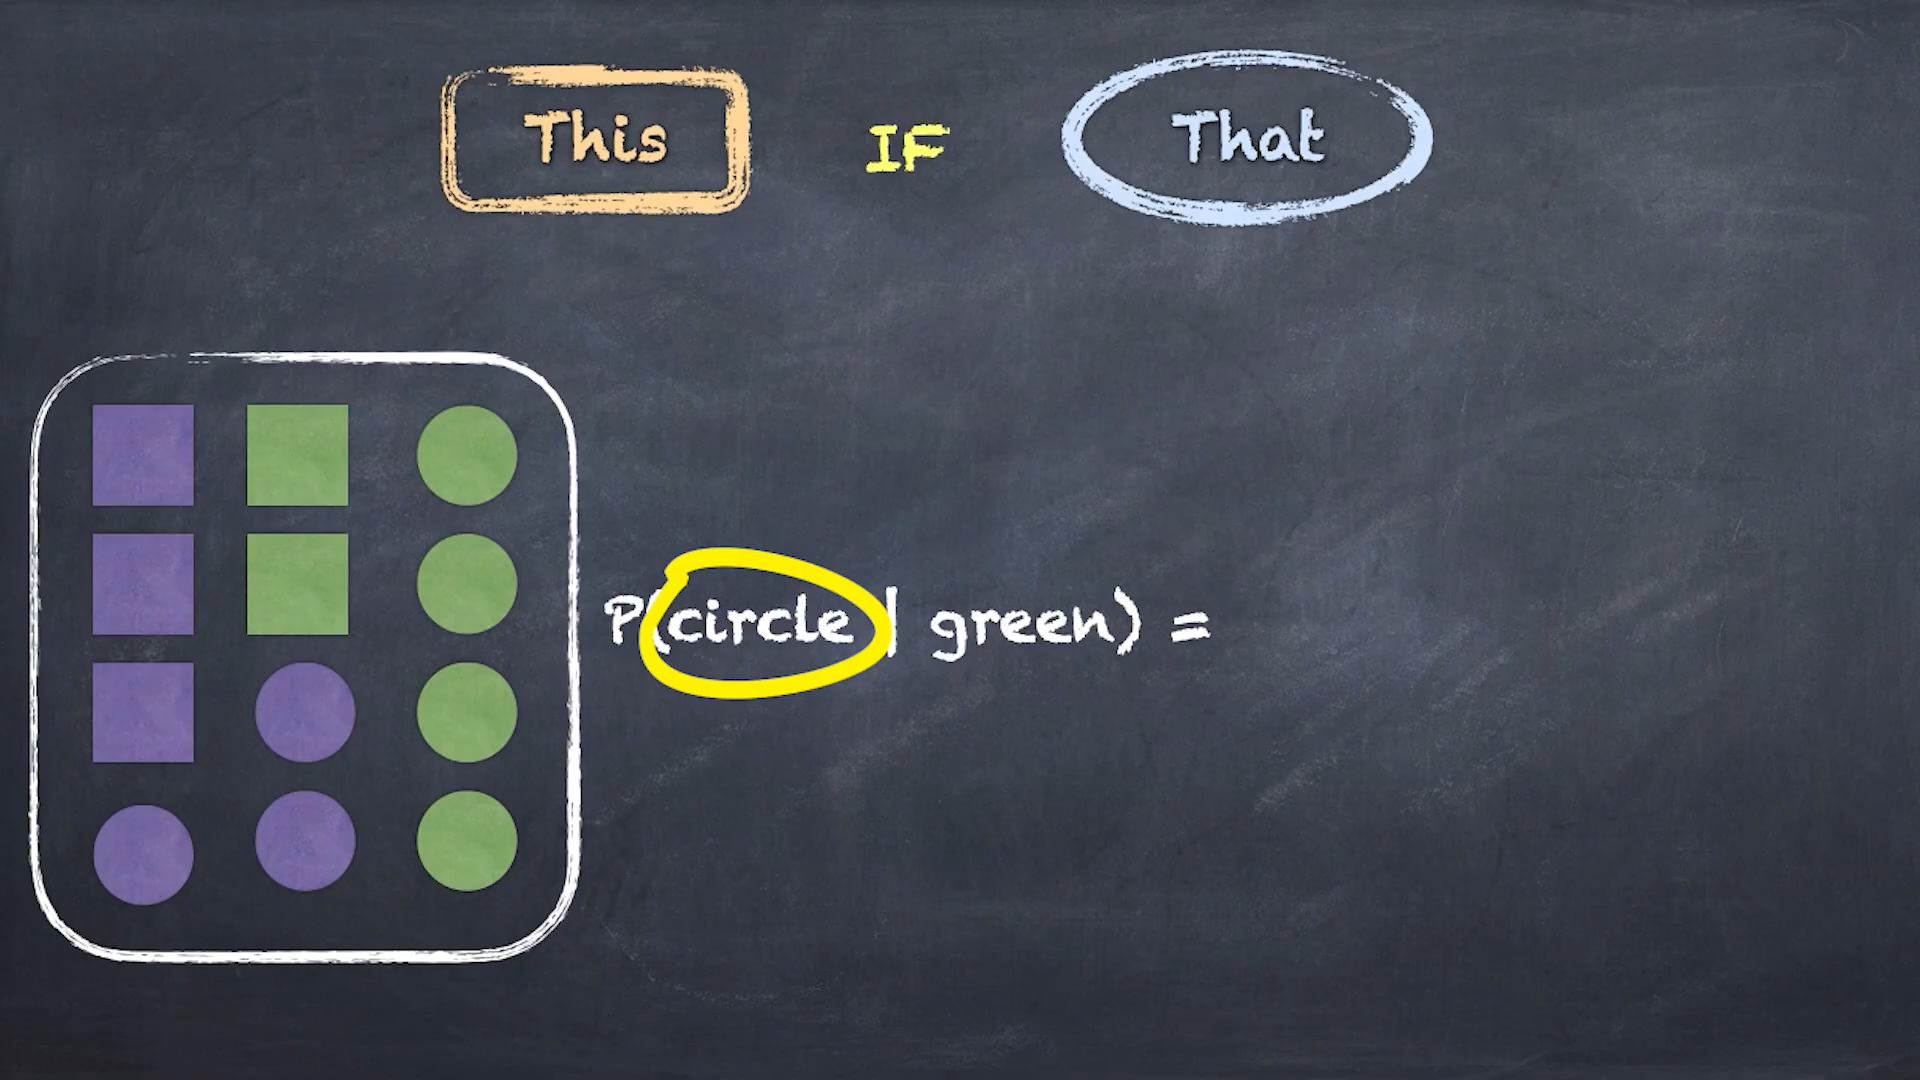 This IF That
P(circle | green) =